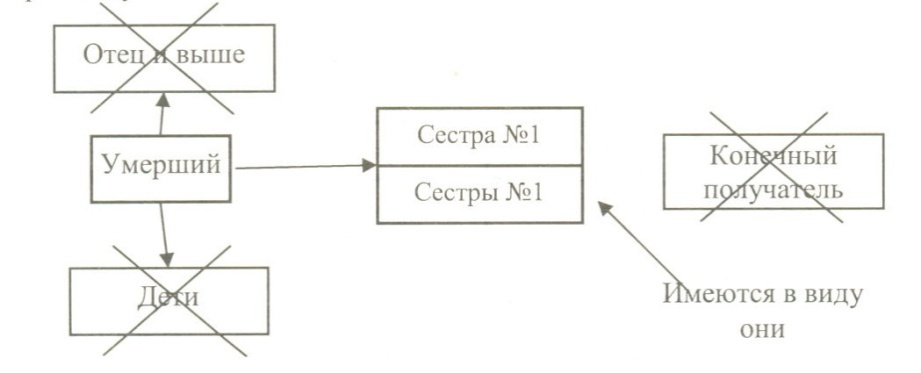 Отец и выше
Умерший
Сестра №1
Сестры №1
Конечный
получатель
Дети
Имеются в виду
они